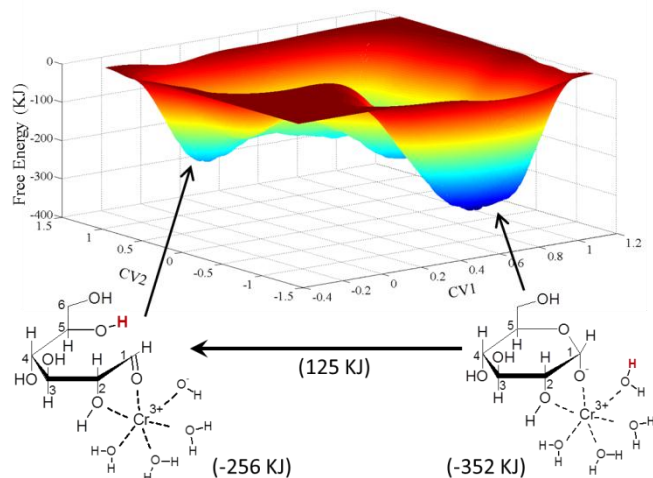 Free Energy (KJ)
0
-100
-200
-300
-400
1.5
1
0.5
0
-0.5
-1
-1.5
CV2
-0.4
-0.2
0
0.2
0.4
0.6
0.8
1
1.2
CV1
6 OH
H 5 O H
H 4 OH H H
HO H 3 2 1
H O O
H Cr3+ O- H
H O O H
H O H
(-256 KJ)
(125 KJ)
HO
H 5 O H
4 H 1 H
HO HO 3 2 O- O H
H H O
H Cr3+
H O O H
H O H
(-352 KJ)